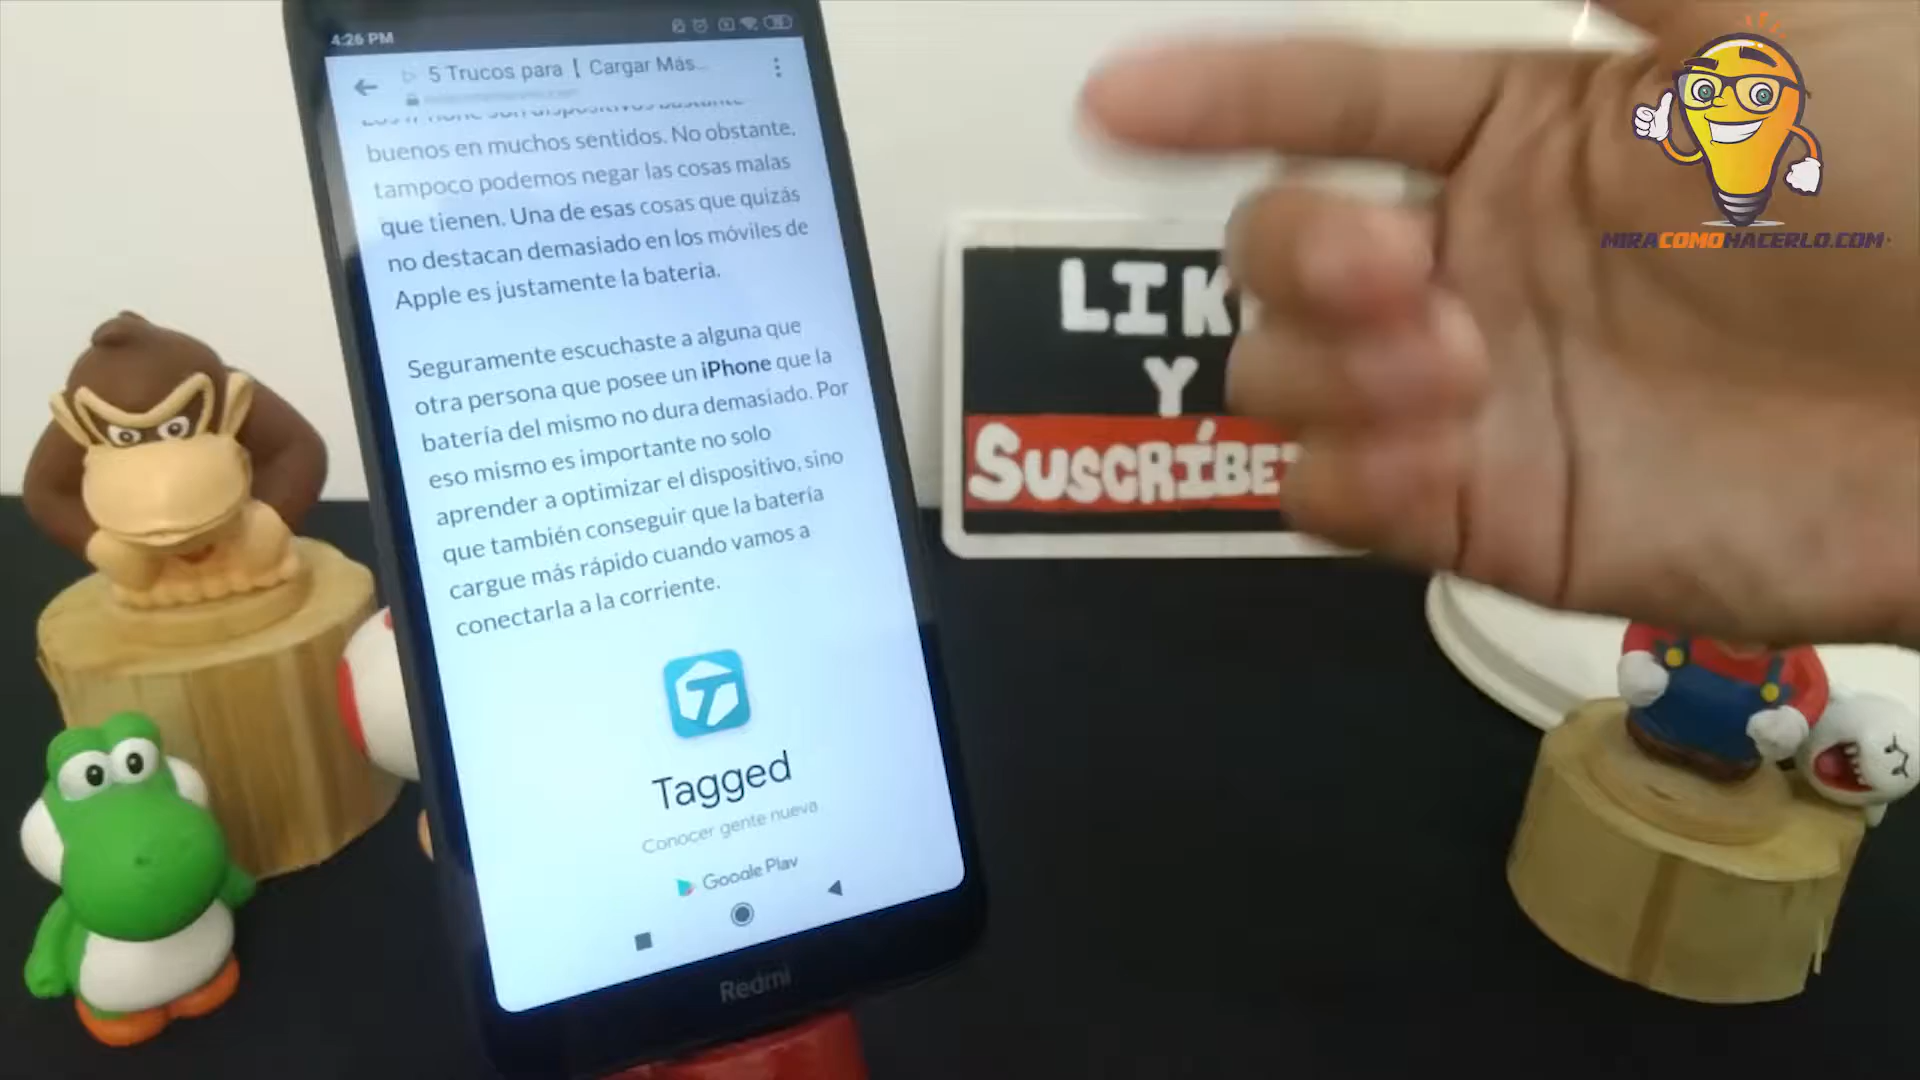 4:26 PM
5 Trucos para [ Cargar Más...
buenos en muchos sentidos. No obstante,
tampoco podemos negar las cosas malas
que tienen. Una de esas cosas que quizás
no destacan demasiado en los móviles de
Apple es justamente la batería.
Seguramente escuchaste a alguna que
otra persona que posee un iPhone que la
batería del mismo no dura demasiado. Por
eso mismo es importante no solo
aprender a optimizar el dispositivo, sino
que también conseguir que la batería
cargue más rápido cuando vamos a
conectarla a la corriente.
Tagged
Conocer gente nueva
Google Play
Redmi
LIK
Y
SUSCRÍBE
MIRACOMOHACERLO.COM